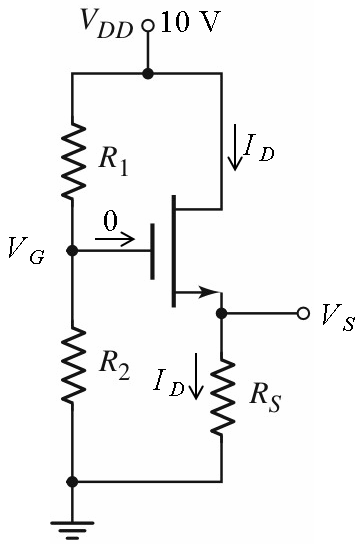 V_DD 10 V
I_D
R_1
0
V_G
V_S
R_2
I_D
R_S